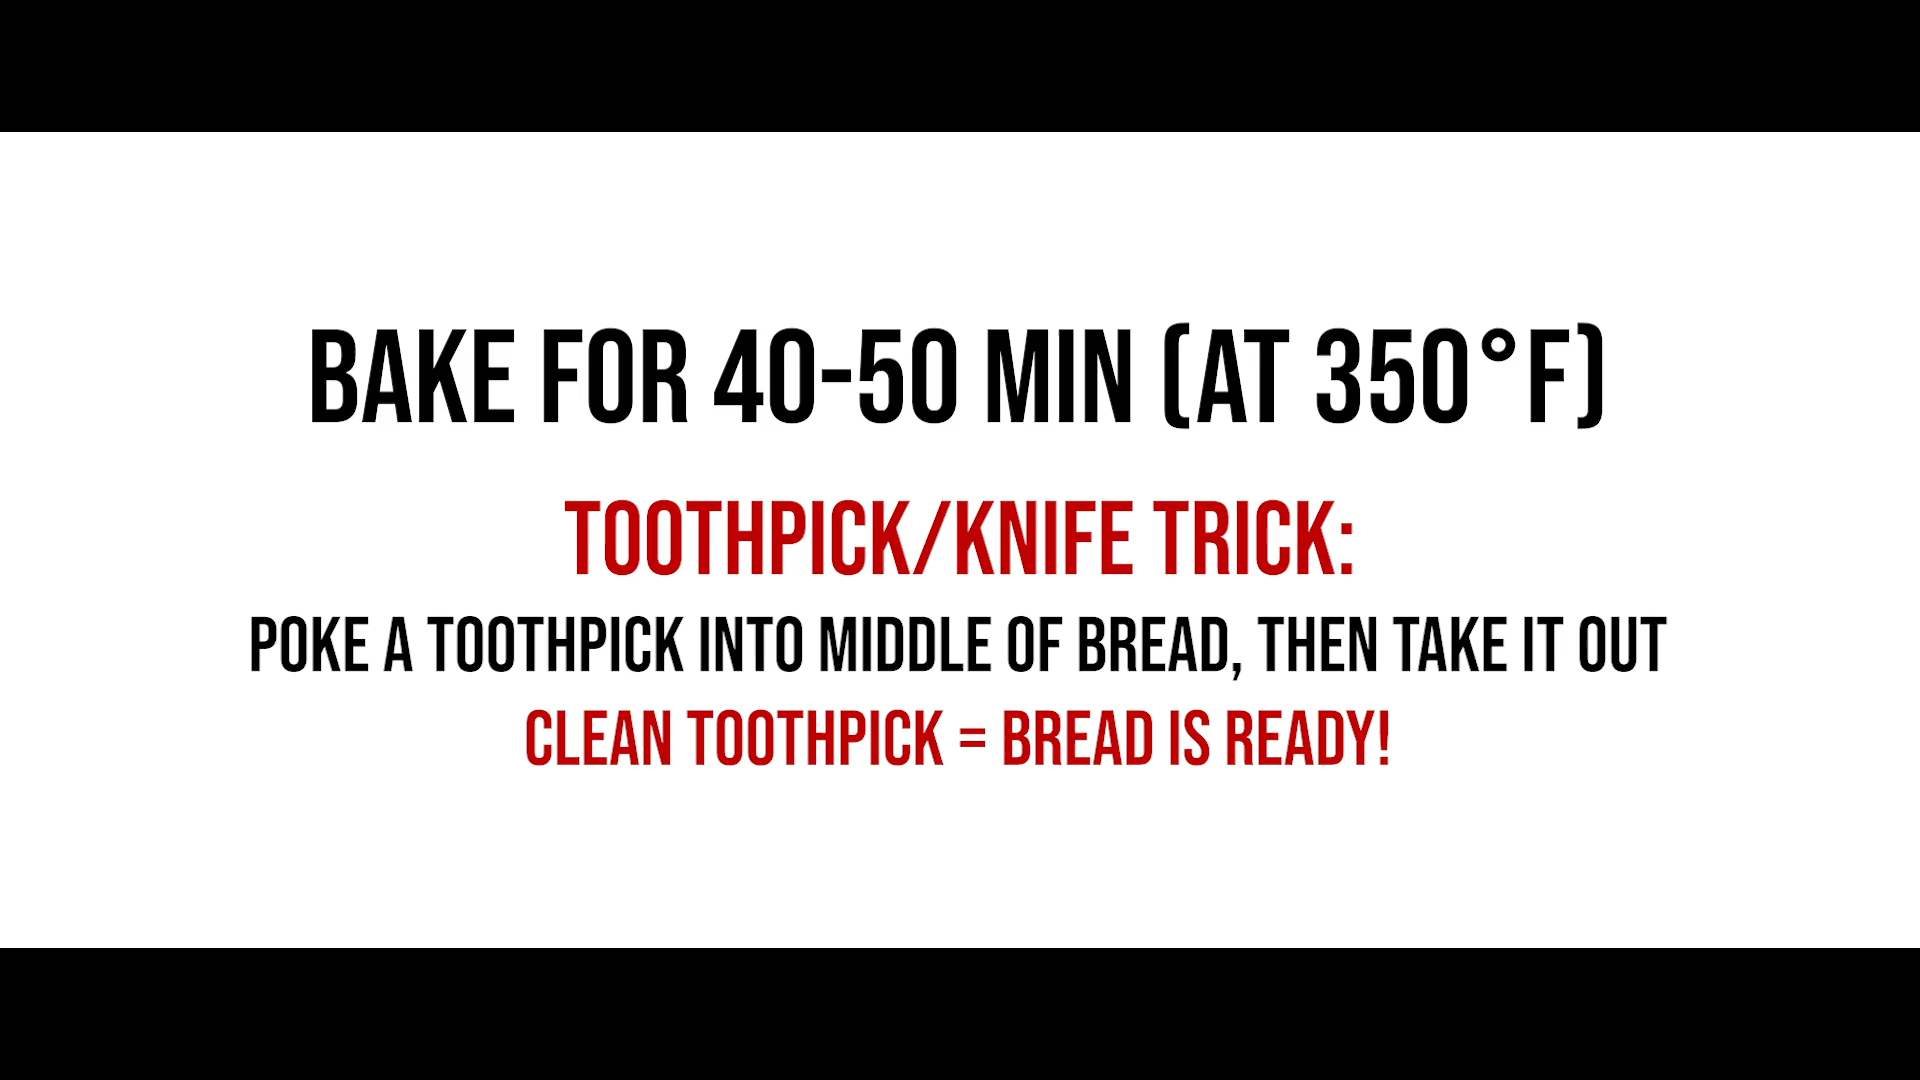 BAKE FOR 40-50 MIN (AT 350°F)
TOOTHPICK/KNIFE TRICK:
POKE A TOOTHPICK INTO MIDDLE OF BREAD, THEN TAKE IT OUT
CLEAN TOOTHPICK = BREAD IS READY!